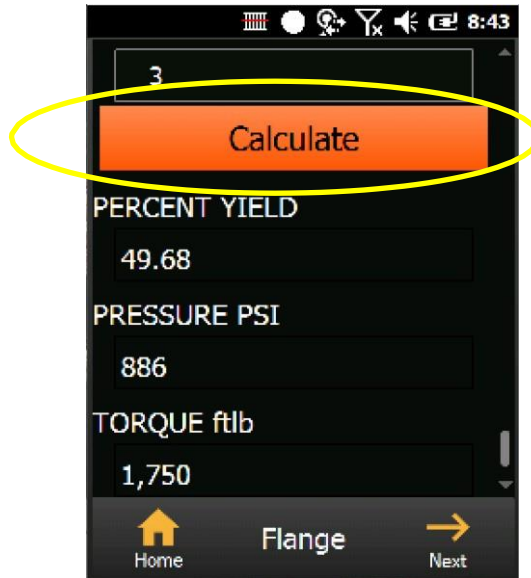 8:43
3
Calculate
PERCENT YIELD
49.68
PRESSURE PSI
886
TORQUE ftlb
1,750
Home Flange Next